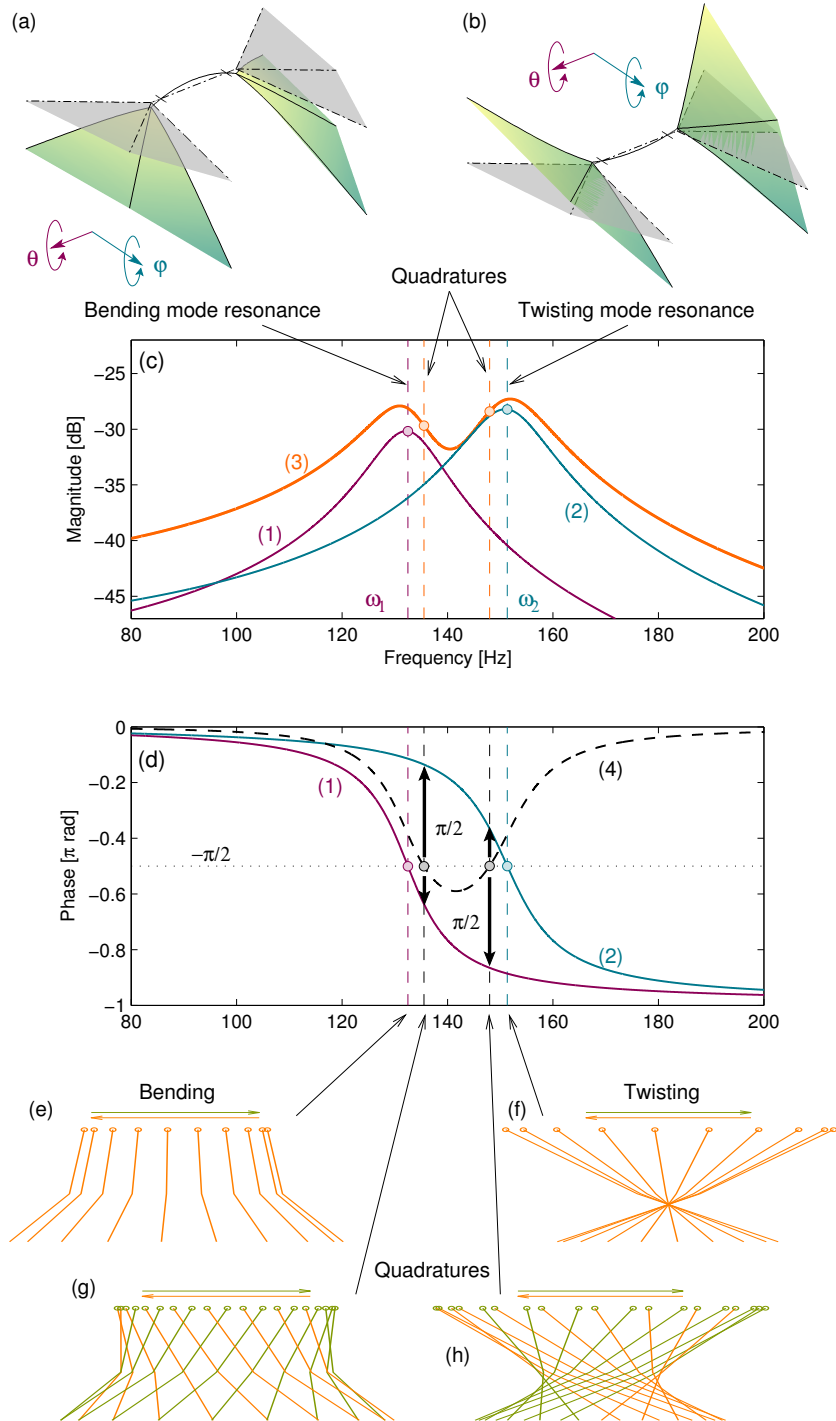 (a)
(b)
θ
φ
θ
φ
Quadratures
Bending mode resonance
Twisting mode resonance
(c)
−25
−30
−35
−40
−45
Magnitude [dB]
(3)
(1)
(2)
ω1
ω2
80
100
120
140
160
180
200
Frequency [Hz]
0
−0.2
−0.4
−0.6
−0.8
−1
Phase [π rad]
(d)
(1)
(4)
π/2
−π/2
π/2
(2)
80
100
120
140
160
180
200
(e)
Bending
(f)
Twisting
(g)
Quadratures
(h)